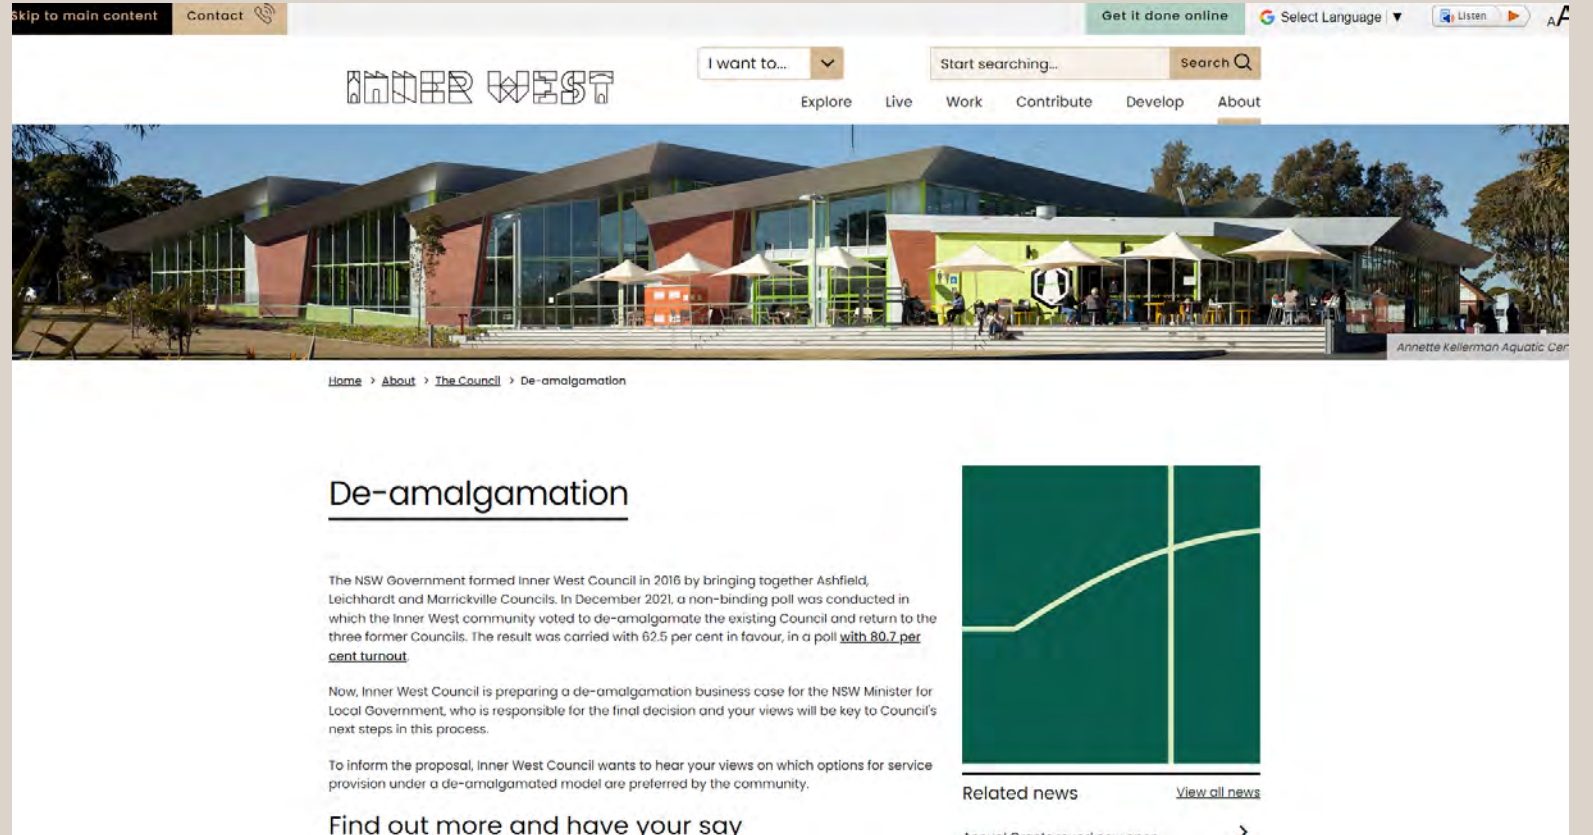 Skip to main content
Contact
Get it done online
Select Language ▼
Listen
AA
INNER WEST
I want to...
Start searching...
Search
Explore
Live
Work
Contribute
Develop
About
Annette Kellerman Aquatic Cen
Home > About > The Council > De-amalgamation
De-amalgamation
The NSW Government formed Inner West Council in 2016 by bringing together Ashfield,
Leichhardt and Marrickville Councils. In December 2021, a non-binding poll was conducted in
which the Inner West community voted to de-amalgamate the existing Council and return to the
three former Councils. The result was carried with 62.5 per cent in favour, in a poll with 80.7 per
cent turnout.
Now, Inner West Council is preparing a de-amalgamation business case for the NSW Minister for
Local Government, who is responsible for the final decision and your views will be key to Council's
next steps in this process.
To inform the proposal, Inner West Council wants to hear your views on which options for service
provision under a de-amalgamated model are preferred by the community.
Find out more and have your say
Related news
View all news